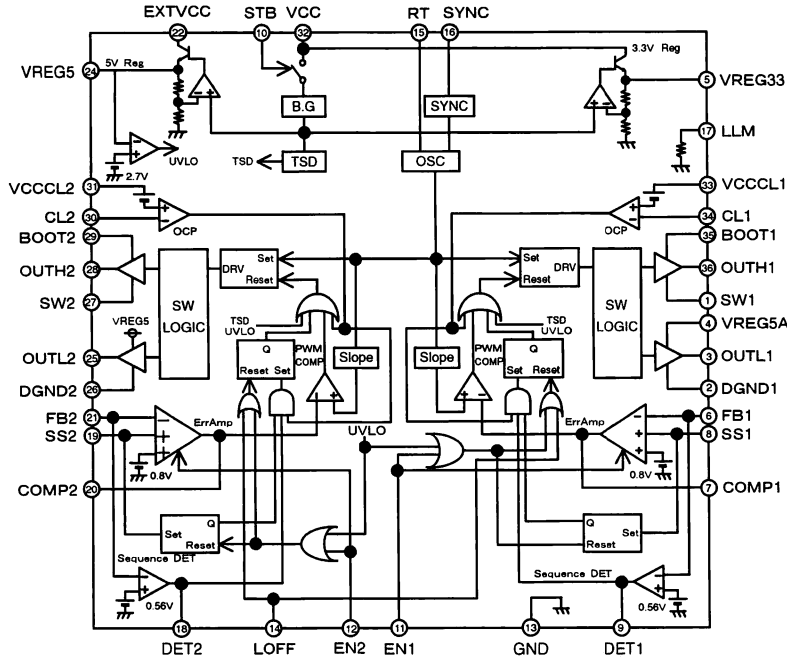 EXTVCC STB VCC RT SYNC
22 10 32 15 16
VREG5 24 5V Reg 3.3V Reg 5 VREG33
B.G SYNC
UVLO TSD TSD OSC 17 LLM
2.7V
VCCCL2 31 33 VCCCL1
CL2 30 OCP OCP 34 CL1
BOOT2 29 35 BOOT1
OUTH2 28 Set DRV Reset Set DRV Reset 36 OUTH1
SW2 27 SW LOGIC SW LOGIC 1 SW1
VREG5 TSD UVLO TSD UVLO 4 VREG5A
OUTL2 25 Q PWM COMP Slope Slope PWM COMP Q 3 OUTL1
DGND2 26 Reset Set Set Reset 2 DGND1
FB2 21 6 FB1
SS2 19 ErrAmp UVLO ErrAmp 8 SS1
0.8V 0.8V
COMP2 20 7 COMP1
Set Q Reset Q Set Reset
Sequence DET Sequence DET
0.56V 0.56V
18 14 12 11 13 9
DET2 LOFF EN2 EN1 GND DET1